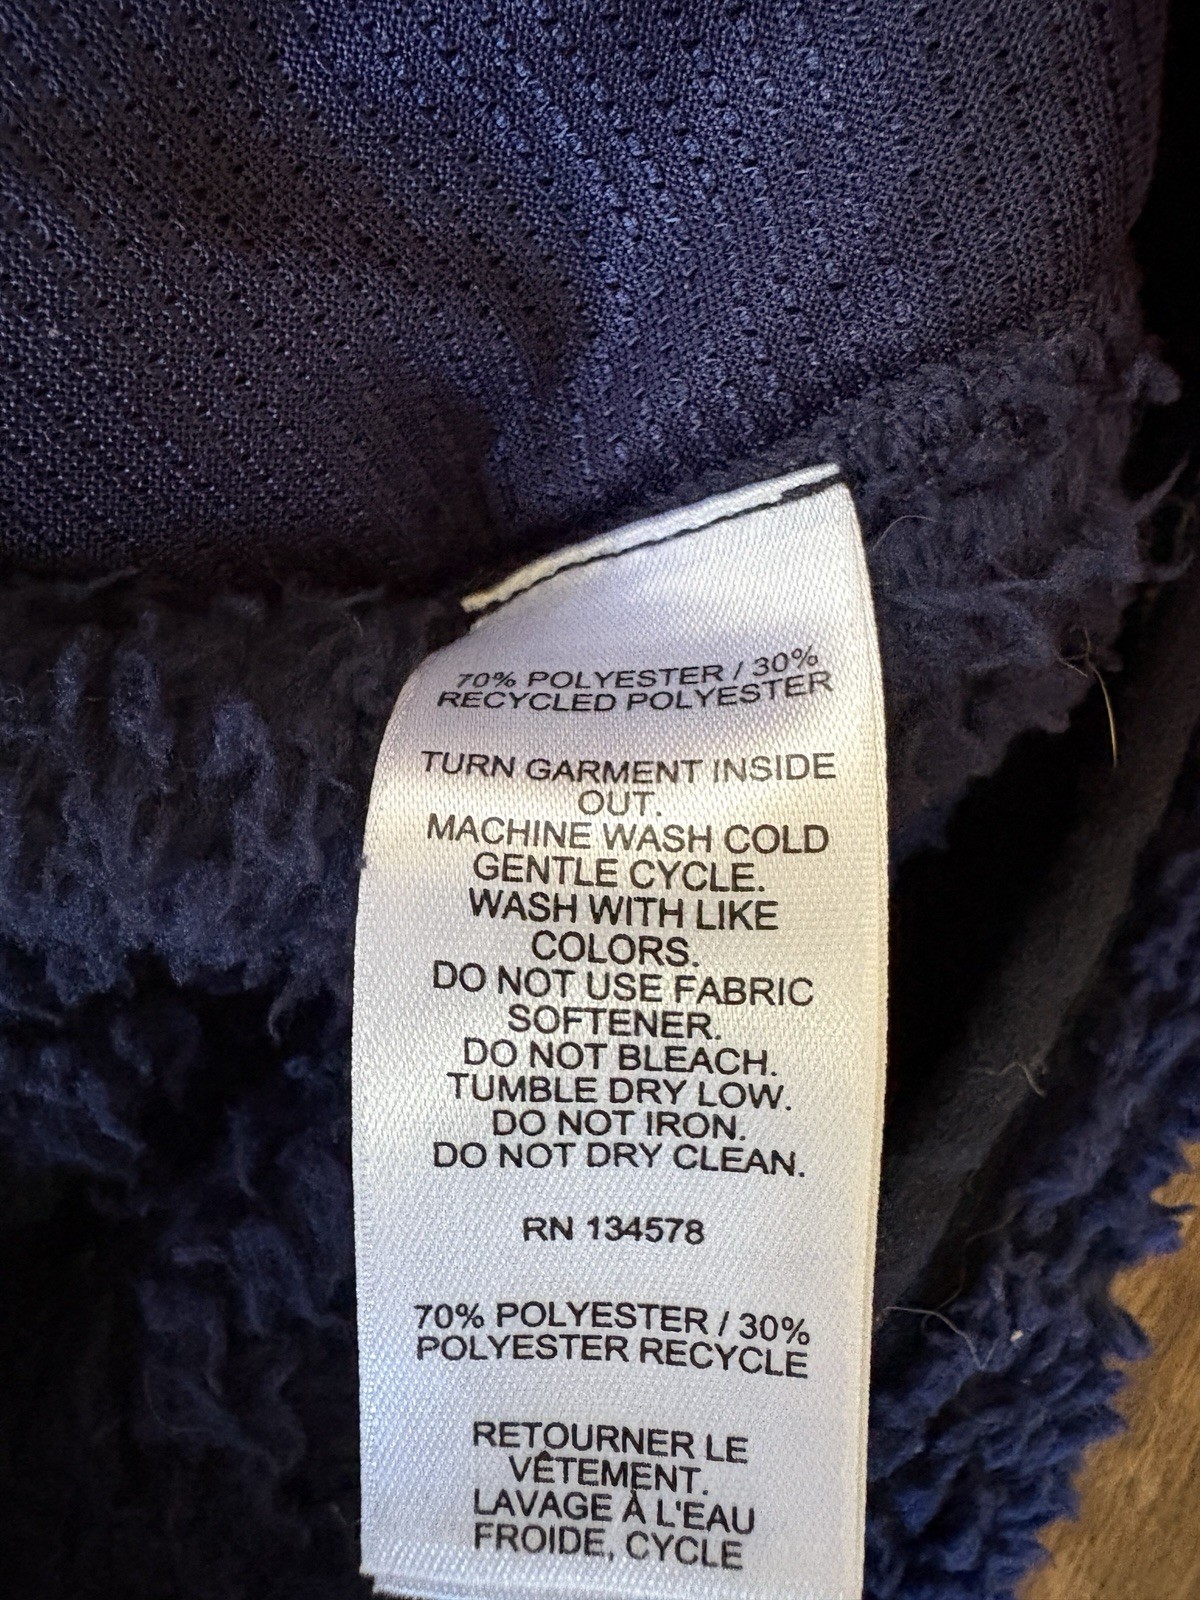 70% POLYESTER / 30%
RECYCLED POLYESTER
TURN GARMENT INSIDE
OUT.
MACHINE WASH COLD
GENTLE CYCLE.
WASH WITH LIKE
COLORS.
DO NOT USE FABRIC
SOFTENER.
DO NOT BLEACH.
TUMBLE DRY LOW.
DO NOT IRON.
DO NOT DRY CLEAN.
RN 134578
70% POLYESTER / 30%
POLYESTER RECYCLE
RETOURNER LE
VÊTEMENT.
LAVAGE À L'EAU
FROIDE, CYCLE